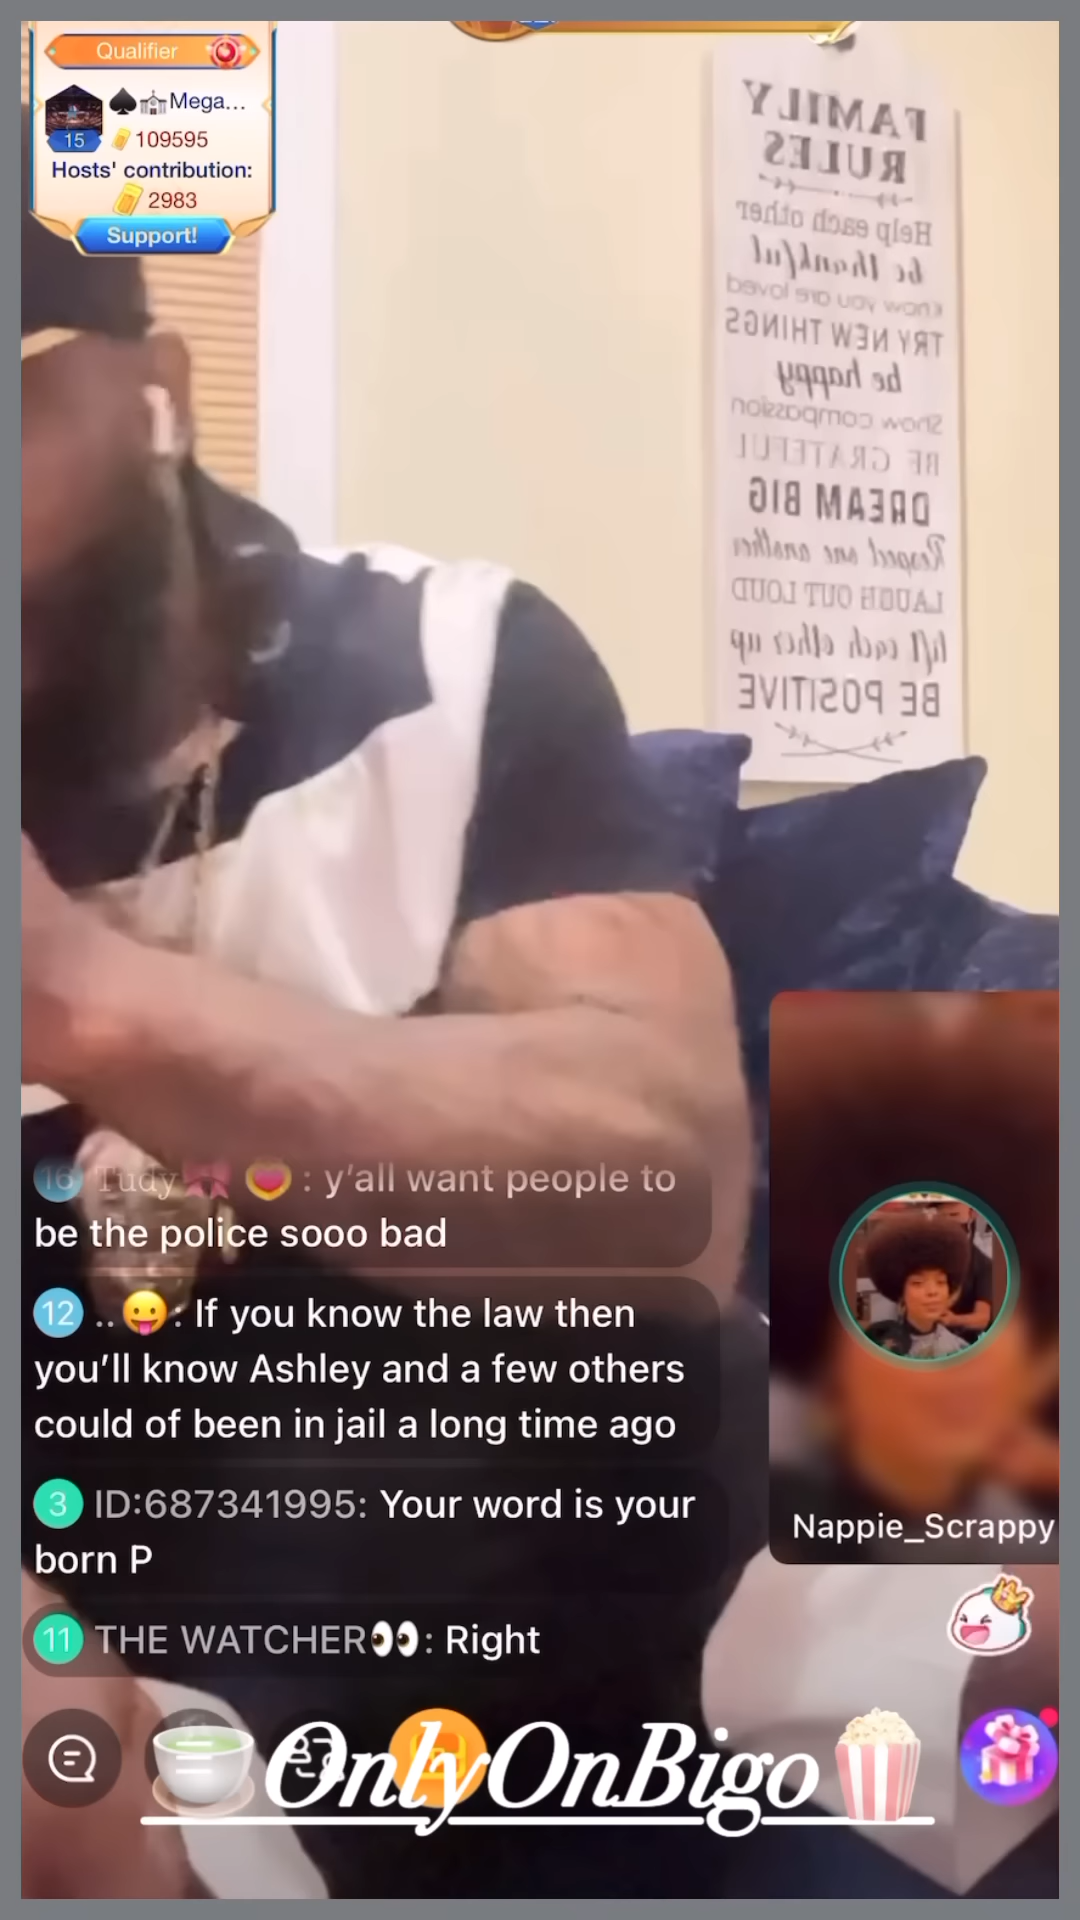 Qualifier
♠️⛪Mega...
15
109595
Hosts' contribution:
2983
Support!
FAMILY
RULES
Help each other
be thankful
Know you are loved
TRY NEW THINGS
be happy
Show compassion
BE GRATEFUL
DREAM BIG
Respect one another
LAUGH OUT LOUD
lift each other up
BE POSITIVE
16 Tudy🎀 💗 : y’all want people to
be the police sooo bad
12 ..😛: If you know the law then
you’ll know Ashley and a few others
could of been in jail a long time ago
3 ID:687341995: Your word is your
born P
11 THE WATCHER👀: Right
Nappie_Scrappy
🍵OnlyOnBigo🍿